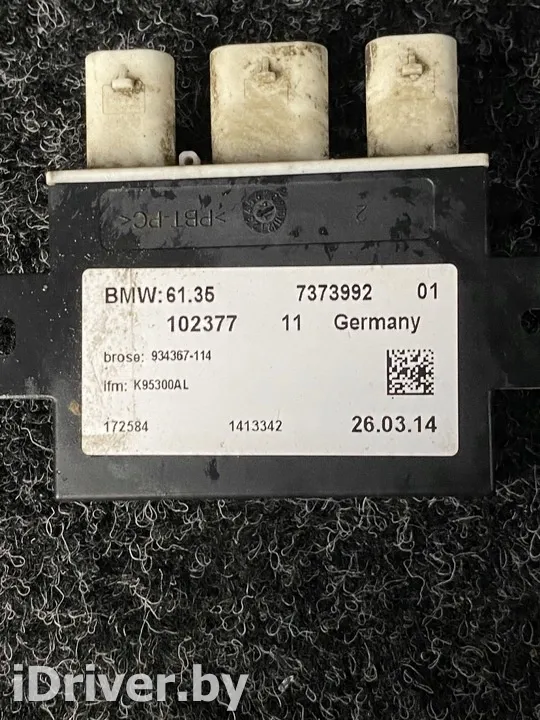 >PBT-PC<
2
BMW: 61.35 7373992 01
102377 11 Germany
brose: 934367-114
ifm: K95300AL
172584 1413342 26.03.14
iDriver.by